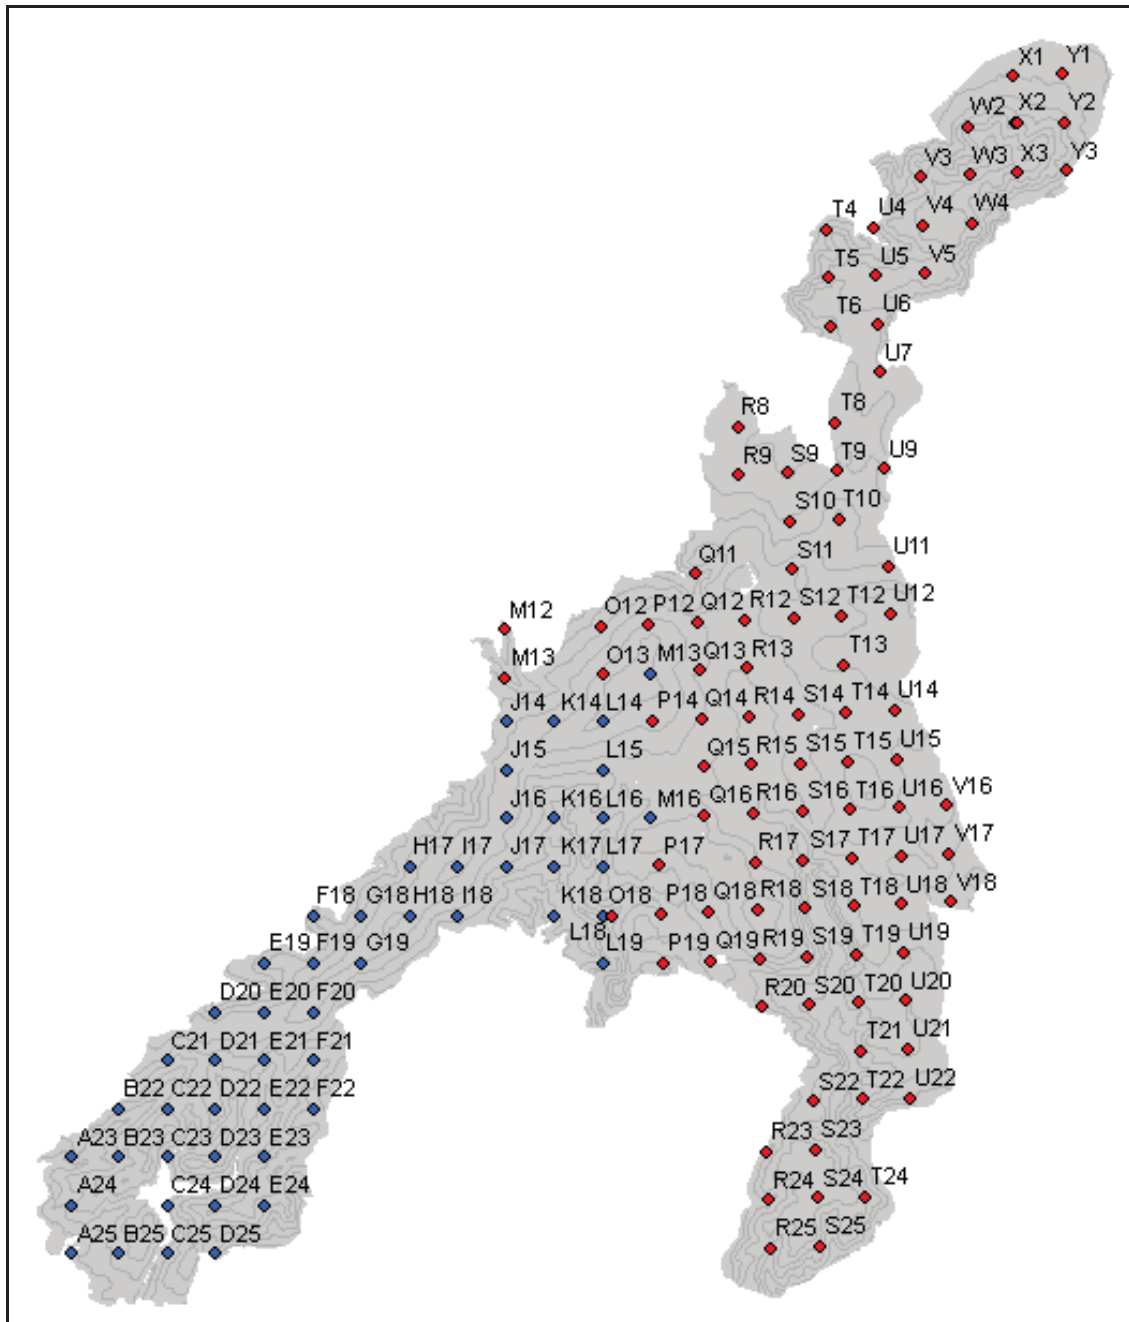 X1 Y1
W2 X2 Y2
V3 W3 X3 Y3
T4 U4 V4 W4
T5 U5 V5
T6 U6
U7
R8 T8
R9 S9 T9 U9
S10 T10
Q11 S11 U11
M12 O12 P12 Q12 R12 S12 T12 U12
M13 O13 M13 Q13 R13 T13
J14 K14 L14 P14 Q14 R14 S14 T14 U14
J15 L15 Q15 R15 S15 T15 U15
J16 K16 L16 M16 Q16 R16 S16 T16 U16 V16
H17 I17 J17 K17 L17 P17 R17 S17 T17 U17 V17
F18 G18 H18 I18 K18 L18 O18 P18 Q18 R18 S18 T18 U18 V18
E19 F19 G19 L19 P19 Q19 R19 S19 T19 U19
D20 E20 F20 R20 S20 T20 U20
C21 D21 E21 F21 T21 U21
B22 C22 D22 E22 F22 S22 T22 U22
A23 B23 C23 D23 E23 R23 S23
A24 C24 D24 E24 R24 S24 T24
A25 B25 C25 D25 R25 S25